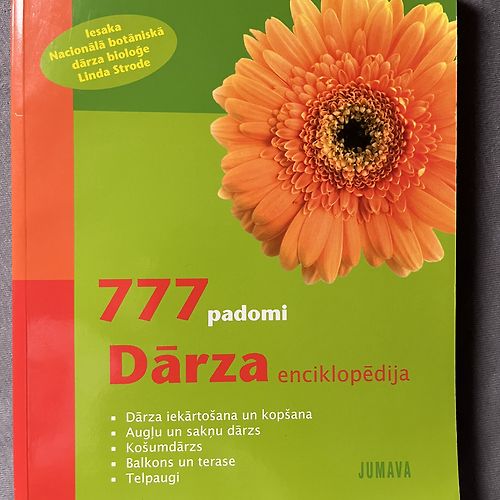 Iesaka
Nacionālā botāniskā
dārza bioloģe
Linda Strode
777 padomi
Dārza enciklopēdija
▪ Dārza iekārtošana un kopšana
▪ Augļu un sakņu dārzs
▪ Košumdārzs
▪ Balkons un terase
▪ Telpaugi
JUMAVA